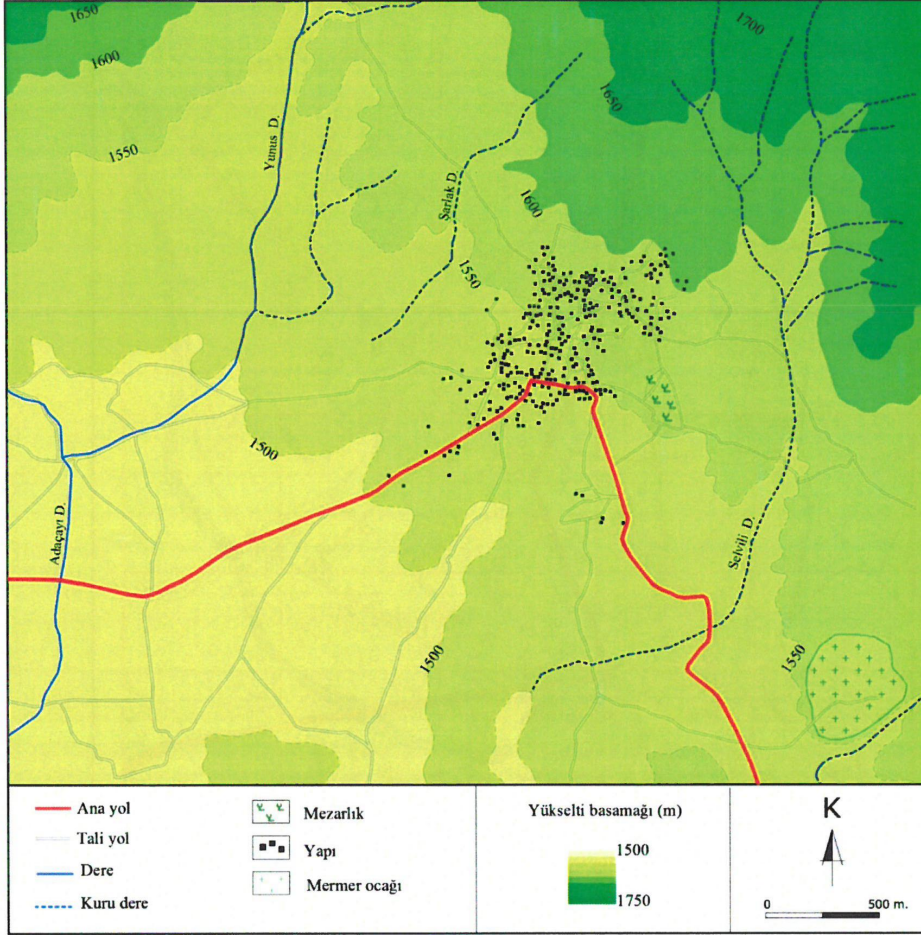 1650
1700
1600
1650
1550
Yunus D.
Şarlak D.
1600
1550
1500
Adaçayı D.
Selvili D.
1500
1550
Ana yol
Tali yol
Dere
Kuru dere
Mezarlık
Yapı
Mermer ocağı
Yükselti basamağı (m)
1500
1750
K
0 500 m.